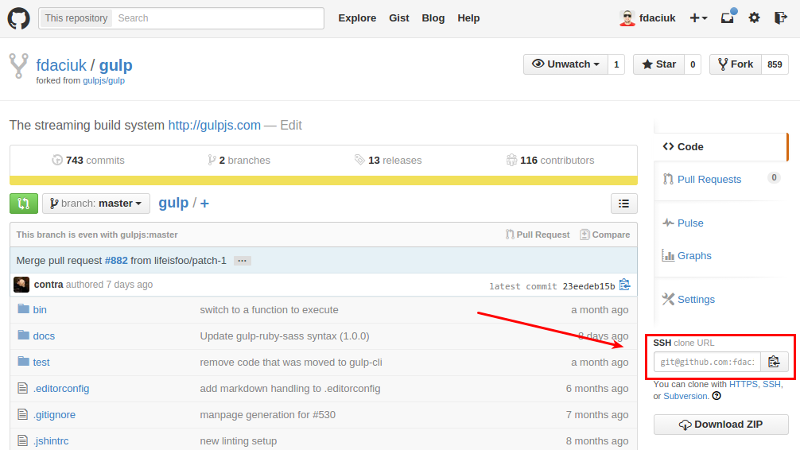 This repository Search Explore Gist Blog Help fdaciuk
fdaciuk / gulp
forked from gulpjs/gulp
Unwatch 1 Star 0 Fork 859
The streaming build system http://gulpjs.com — Edit
743 commits 2 branches 13 releases 116 contributors
branch: master gulp / +
This branch is even with gulpjs:master Pull Request Compare
Merge pull request #882 from lifeisfoo/patch-1 ...
contra authored 7 days ago latest commit 23eedeb15b
bin switch to a function to execute a month ago
docs Update gulp-ruby-sass syntax (1.0.0) 8 days ago
test remove code that was moved to gulp-cli a month ago
.editorconfig add markdown handling to .editorconfig 6 months ago
.gitignore manpage generation for #530 7 months ago
.jshintrc new linting setup 8 months ago
Code
Pull Requests 0
Pulse
Graphs
Settings
SSH clone URL
git@github.com:fdaci
You can clone with HTTPS, SSH,
or Subversion.
Download ZIP